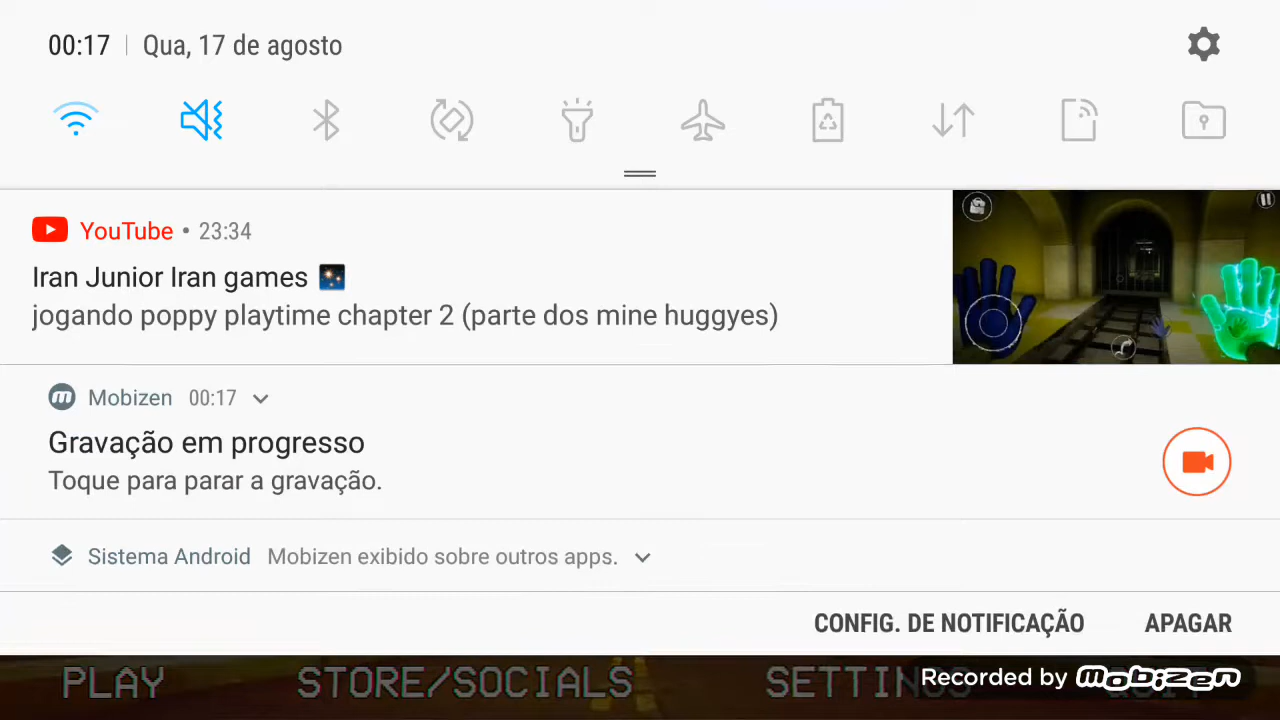 00:17 | Qua, 17 de agosto
YouTube • 23:34
Iran Junior Iran games 🎆
jogando poppy playtime chapter 2 (parte dos mine huggyes)
Mobizen 00:17
Gravação em progresso
Toque para parar a gravação.
Sistema Android Mobizen exibido sobre outros apps.
CONFIG. DE NOTIFICAÇÃO APAGAR
PLAY STORE/SOCIALS SETTINGS
Recorded by mobizen